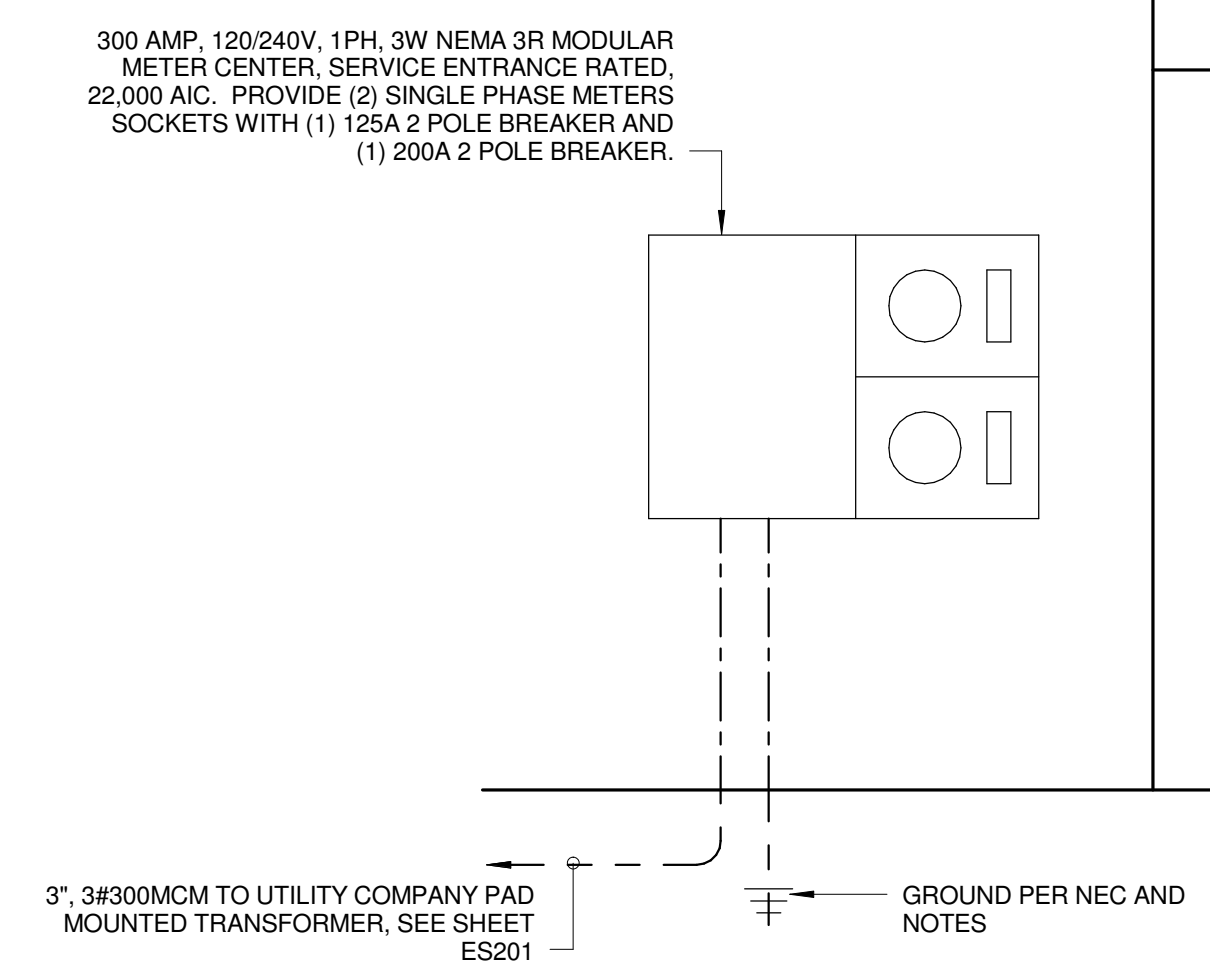 300 AMP, 120/240V, 1PH, 3W NEMA 3R MODULAR
METER CENTER, SERVICE ENTRANCE RATED,
22,000 AIC. PROVIDE (2) SINGLE PHASE METERS
SOCKETS WITH (1) 125A 2 POLE BREAKER AND
(1) 200A 2 POLE BREAKER.
3", 3#300MCM TO UTILITY COMPANY PAD
MOUNTED TRANSFORMER, SEE SHEET
ES201
GROUND PER NEC AND
NOTES